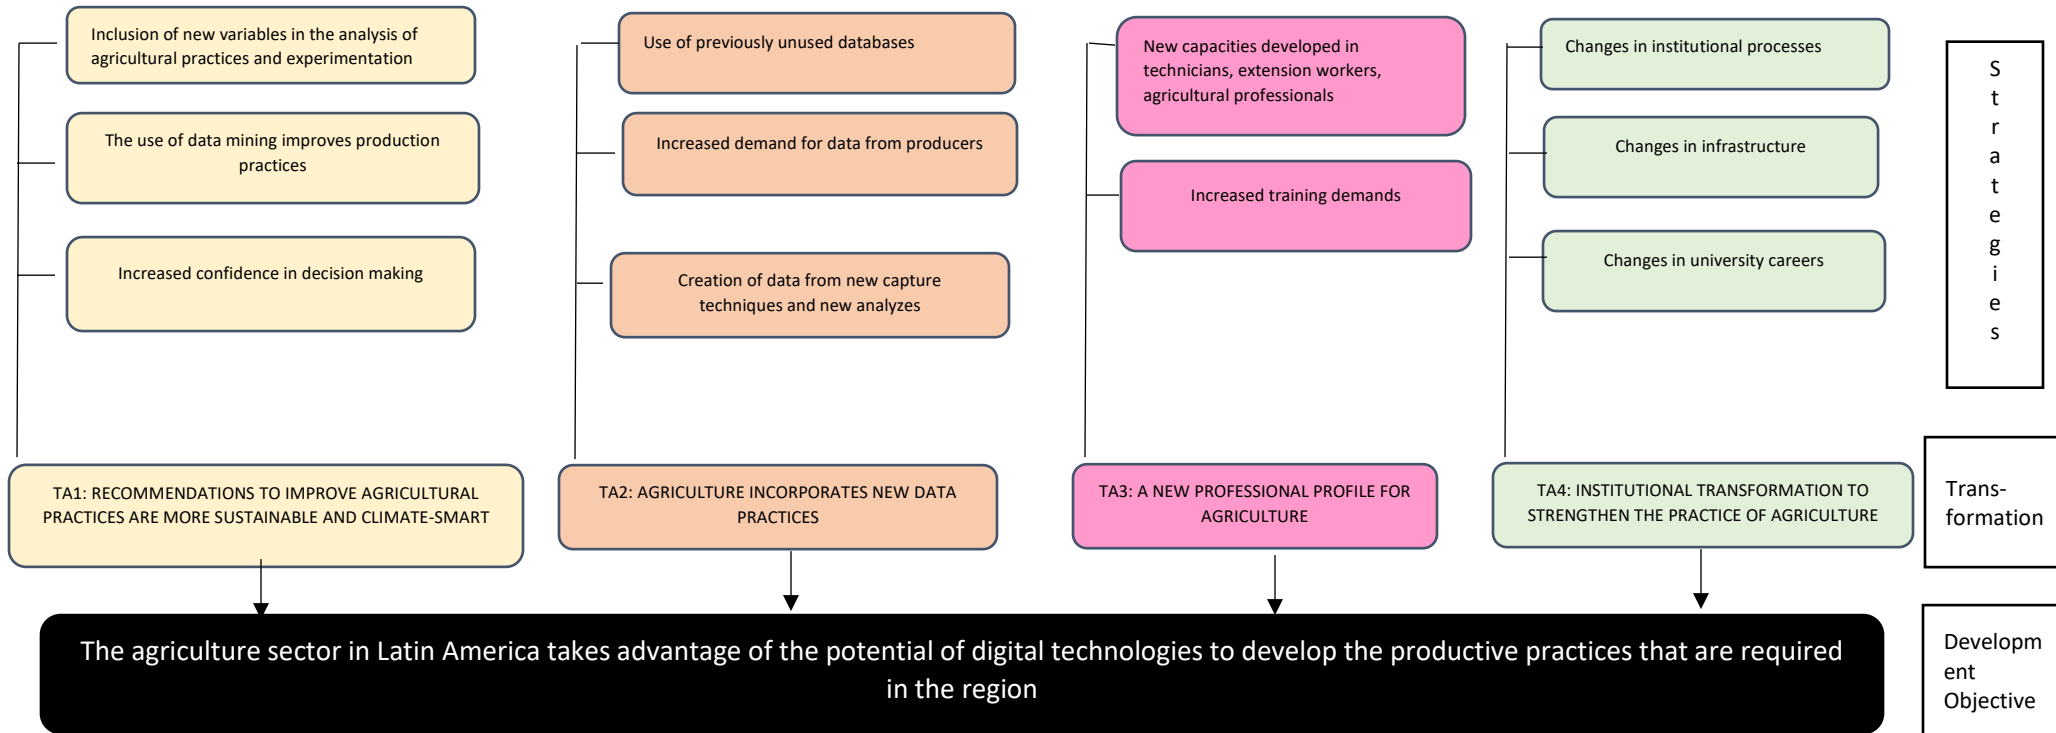 Inclusion of new variables in the analysis of
agricultural practices and experimentation
The use of data mining improves production
practices
Increased confidence in decision making
Use of previously unused databases
Increased demand for data from producers
Creation of data from new capture
techniques and new analyzes
New capacities developed in
technicians, extension workers,
agricultural professionals
Increased training demands
Changes in institutional processes
Changes in infrastructure
Changes in university careers
S
t
r
a
t
e
g
i
e
s
TA1: RECOMMENDATIONS TO IMPROVE AGRICULTURAL
PRACTICES ARE MORE SUSTAINABLE AND CLIMATE-SMART
TA2: AGRICULTURE INCORPORATES NEW DATA
PRACTICES
TA3: A NEW PROFESSIONAL PROFILE FOR
AGRICULTURE
TA4: INSTITUTIONAL TRANSFORMATION TO
STRENGTHEN THE PRACTICE OF AGRICULTURE
Trans-
formation
The agriculture sector in Latin America takes advantage of the potential of digital technologies to develop the productive practices that are required
in the region
Developm
ent
Objective